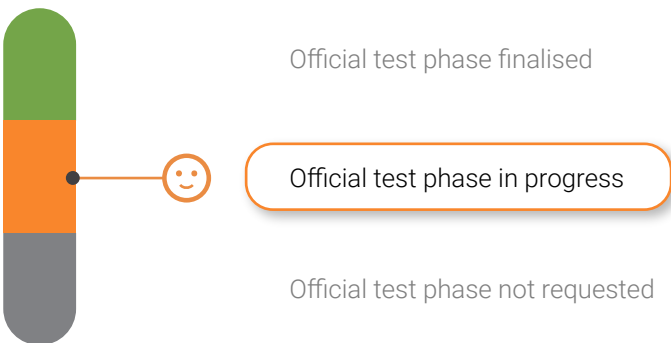 Official test phase finalised
Official test phase in progress
Official test phase not requested